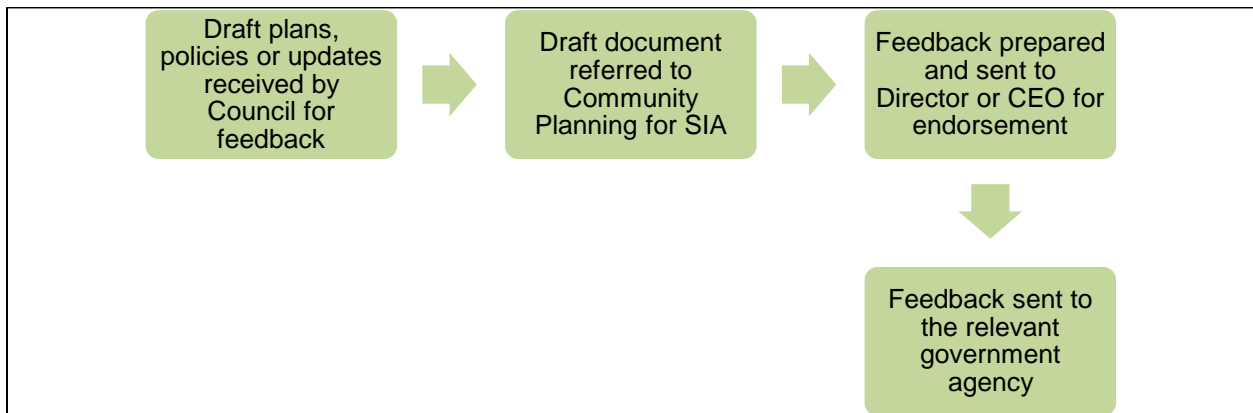 Draft plans,
policies or updates
received by
Council for
feedback
Draft document
referred to
Community
Planning for SIA
Feedback prepared
and sent to
Director or CEO for
endorsement
Feedback sent to
the relevant
government
agency